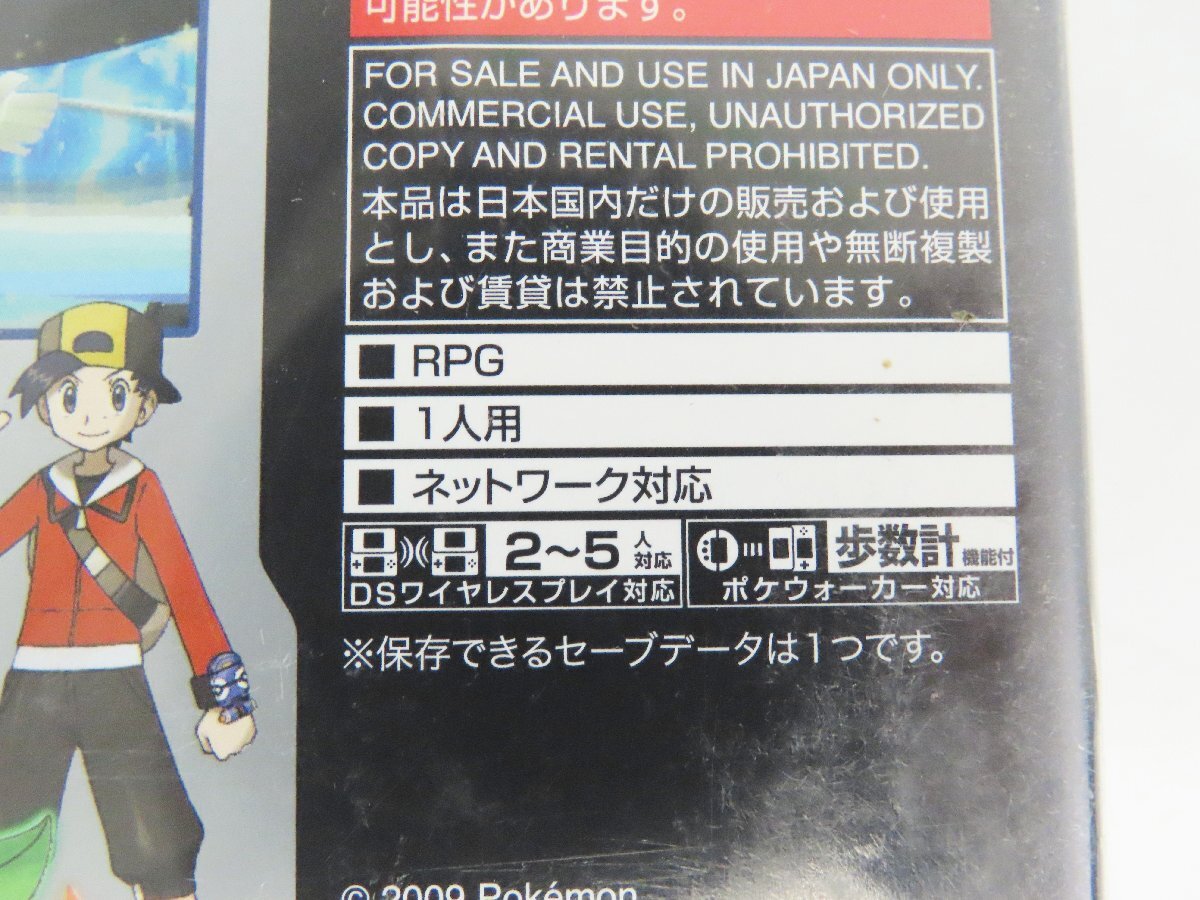 可能性があります。
FOR SALE AND USE IN JAPAN ONLY.
COMMERCIAL USE, UNAUTHORIZED
COPY AND RENTAL PROHIBITED.
本品は日本国内だけの販売および使用
とし、また商業目的の使用や無断複製
および賃貸は禁止されています。
■ RPG
■ 1人用
■ ネットワーク対応
2〜5人対応
DSワイヤレスプレイ対応
歩数計機能付
ポケウォーカー対応
※保存できるセーブデータは1つです。
© 2009 Pokémon